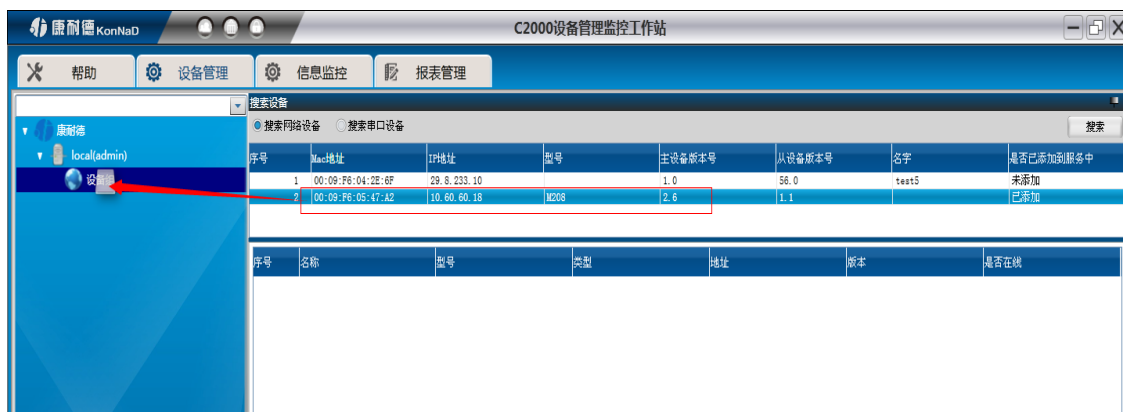 康耐德 KonNaD C2000设备管理监控工作站
帮助 设备管理 信息监控 报表管理
搜索设备
搜索网络设备 搜索串口设备 搜索
康耐德
local(admin)
设备
序号 Mac地址 IP地址 型号 主设备版本号 从设备版本号 名字 是否已添加到服务中
1 00:09:F6:04:2E:6F 29.8.233.10 1.0 56.0 test5 未添加
2 00:09:F6:05:47:A2 10.60.60.18 M208 2.6 1.1 已添加
序号 名称 型号 类型 地址 版本 是否在线